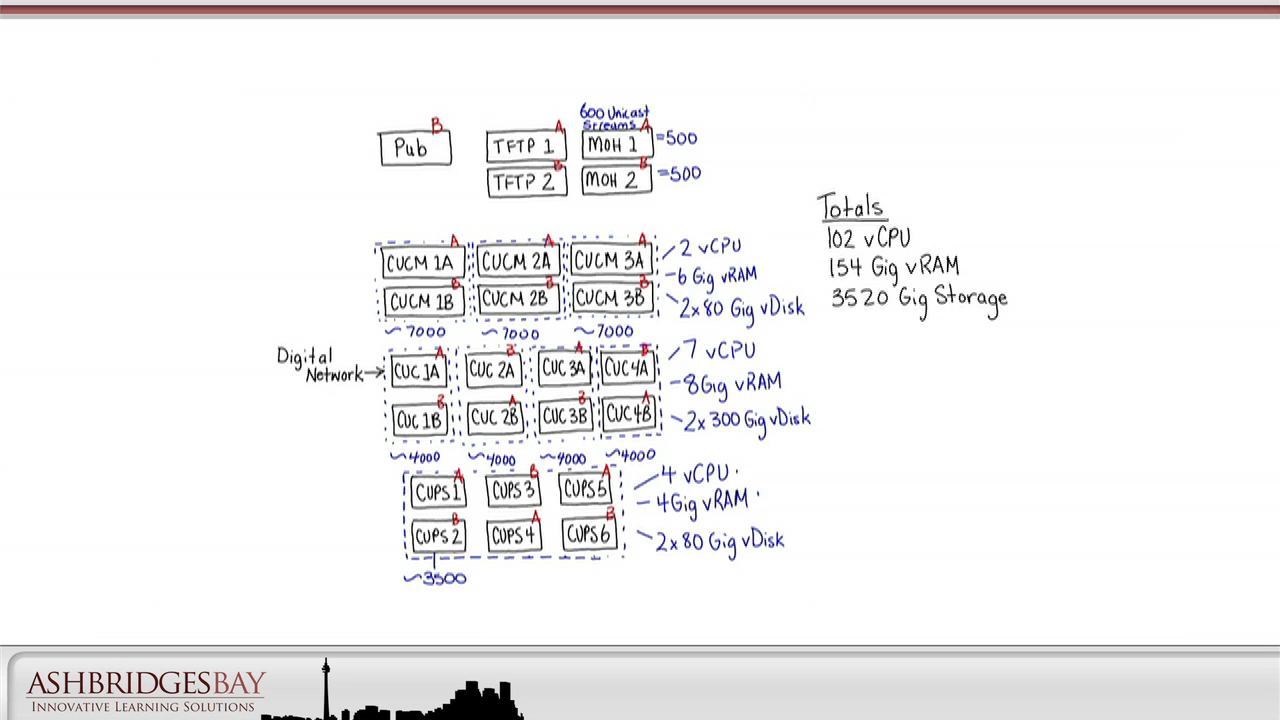 600 Unicast
Streams
B
Pub
A
TFTP 1
A
MOH 1
=500
B
TFTP 2
B
MOH 2
=500
Totals
102 vCPU
154 Gig vRAM
3520 Gig Storage
A
CUCM 1A
A
CUCM 2A
A
CUCM 3A
2 vCPU
6 Gig vRAM
2x80 Gig vDisk
B
CUCM 1B
B
CUCM 2B
B
CUCM 3B
~7000
~7000
~7000
Digital
Network
A
CUC 1A
B
CUC 2A
A
CUC 3A
B
CUC 4A
7 vCPU
8Gig vRAM
2x 300 Gig vDisk
B
CUC 1B
A
CUC 2B
B
CUC 3B
A
CUC 4B
~4000
~4000
~4000
~4000
A
CUPS 1
B
CUPS 3
A
CUPS 5
4 vCPU
4Gig vRAM
2x80 Gig vDisk
B
CUPS 2
A
CUPS 4
B
CUPS 6
~3500
ASHBRIDGESBAY
INNOVATIVE LEARNING SOLUTIONS